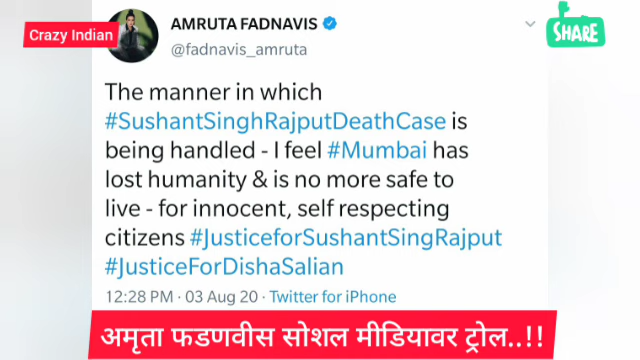 Crazy Indian
AMRUTA FADNAVIS
SHARE
@fadnavis_amruta
The manner in which
#SushantSinghRajputDeathCase is
being handled - I feel #Mumbai has
lost humanity & is no more safe to
live - for innocent, self respecting
citizens #JusticeforSushantSingRajput
#JusticeForDishaSalian
12:28 PM · 03 Aug 20 · Twitter for iPhone
अमृता फडणवीस सोशल मीडियावर ट्रोल..!!